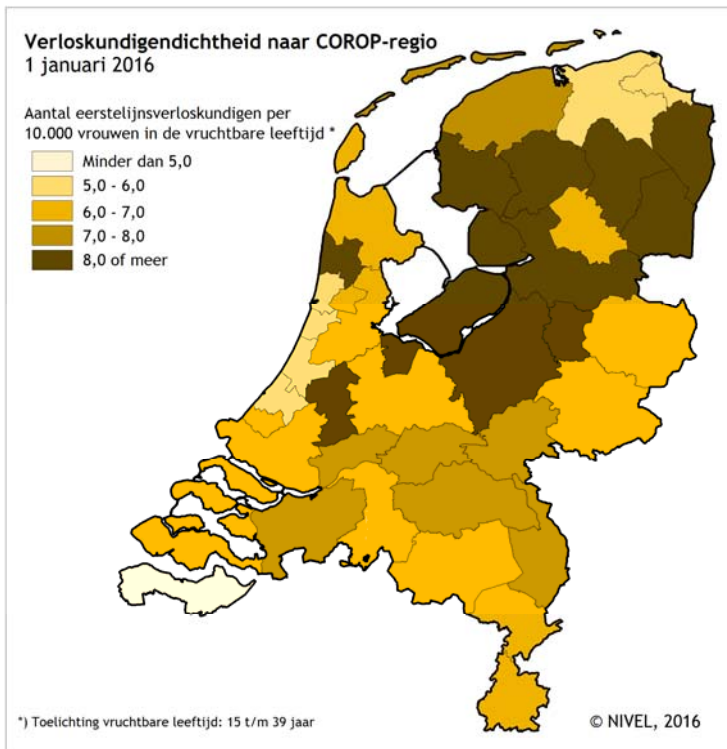 Verloskundigendichtheid naar COROP-regio
1 januari 2016
Aantal eerstelijnsverloskundigen per
10.000 vrouwen in de vruchtbare leeftijd *
Minder dan 5,0
5,0 - 6,0
6,0 - 7,0
7,0 - 8,0
8,0 of meer
*) Toelichting vruchtbare leeftijd: 15 t/m 39 jaar
© NIVEL, 2016